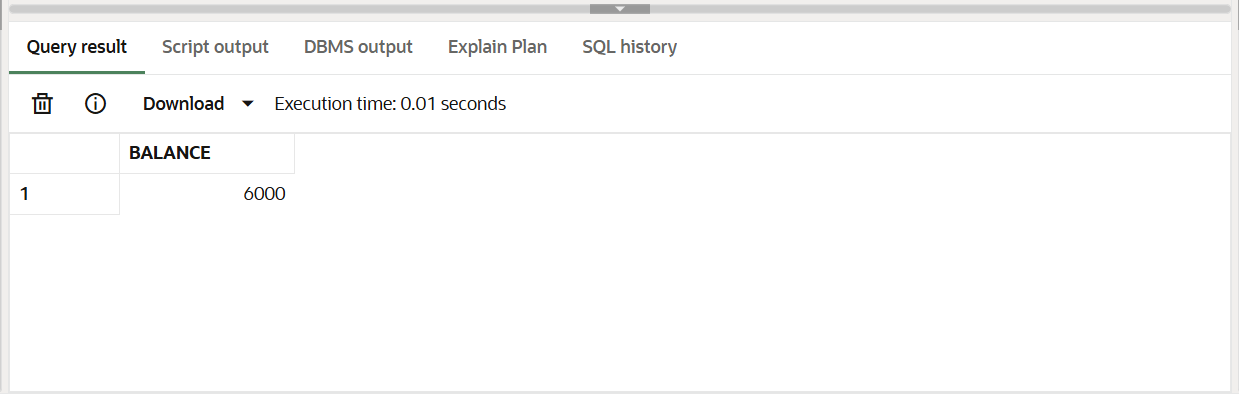 Query result Script output DBMS output Explain Plan SQL history
Download Execution time: 0.01 seconds
BALANCE
1 6000